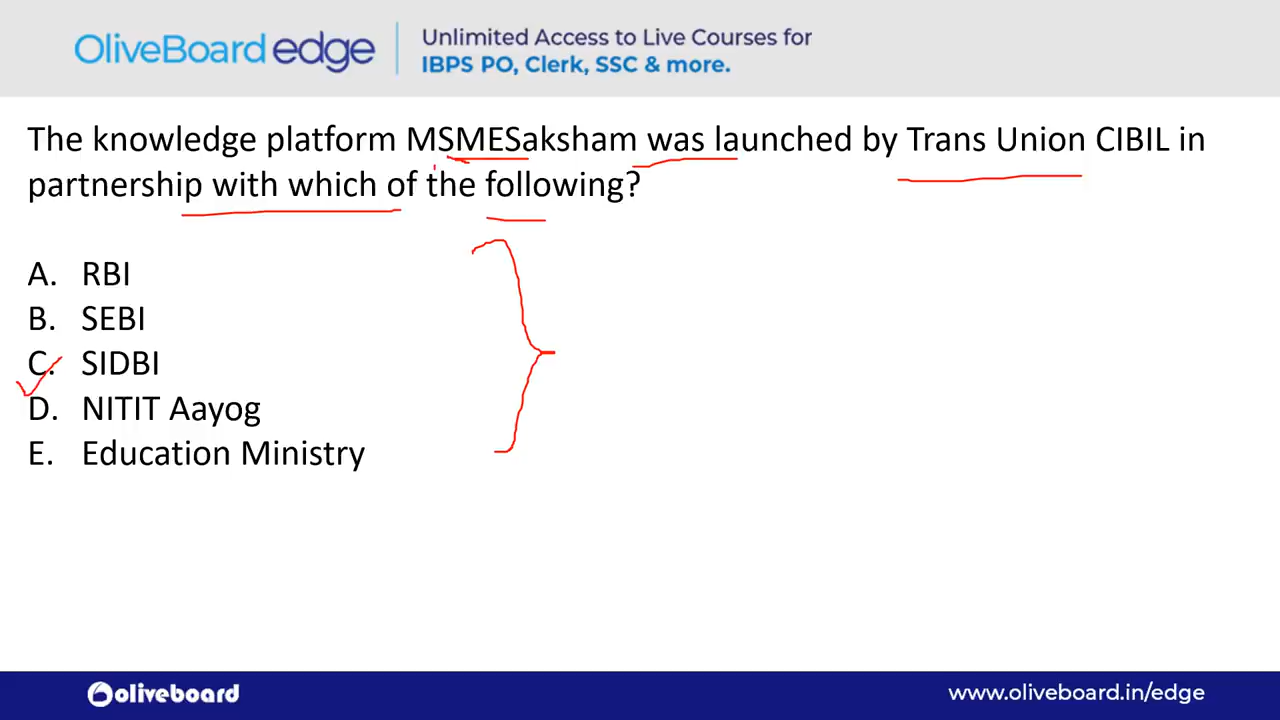 OliveBoard edge
Unlimited Access to Live Courses for
IBPS PO, Clerk, SSC & more.
The knowledge platform MSMESaksham was launched by Trans Union CIBIL in
partnership with which of the following?
A. RBI
B. SEBI
C. SIDBI
D. NITIT Aayog
E. Education Ministry
oliveboard
www.oliveboard.in/edge